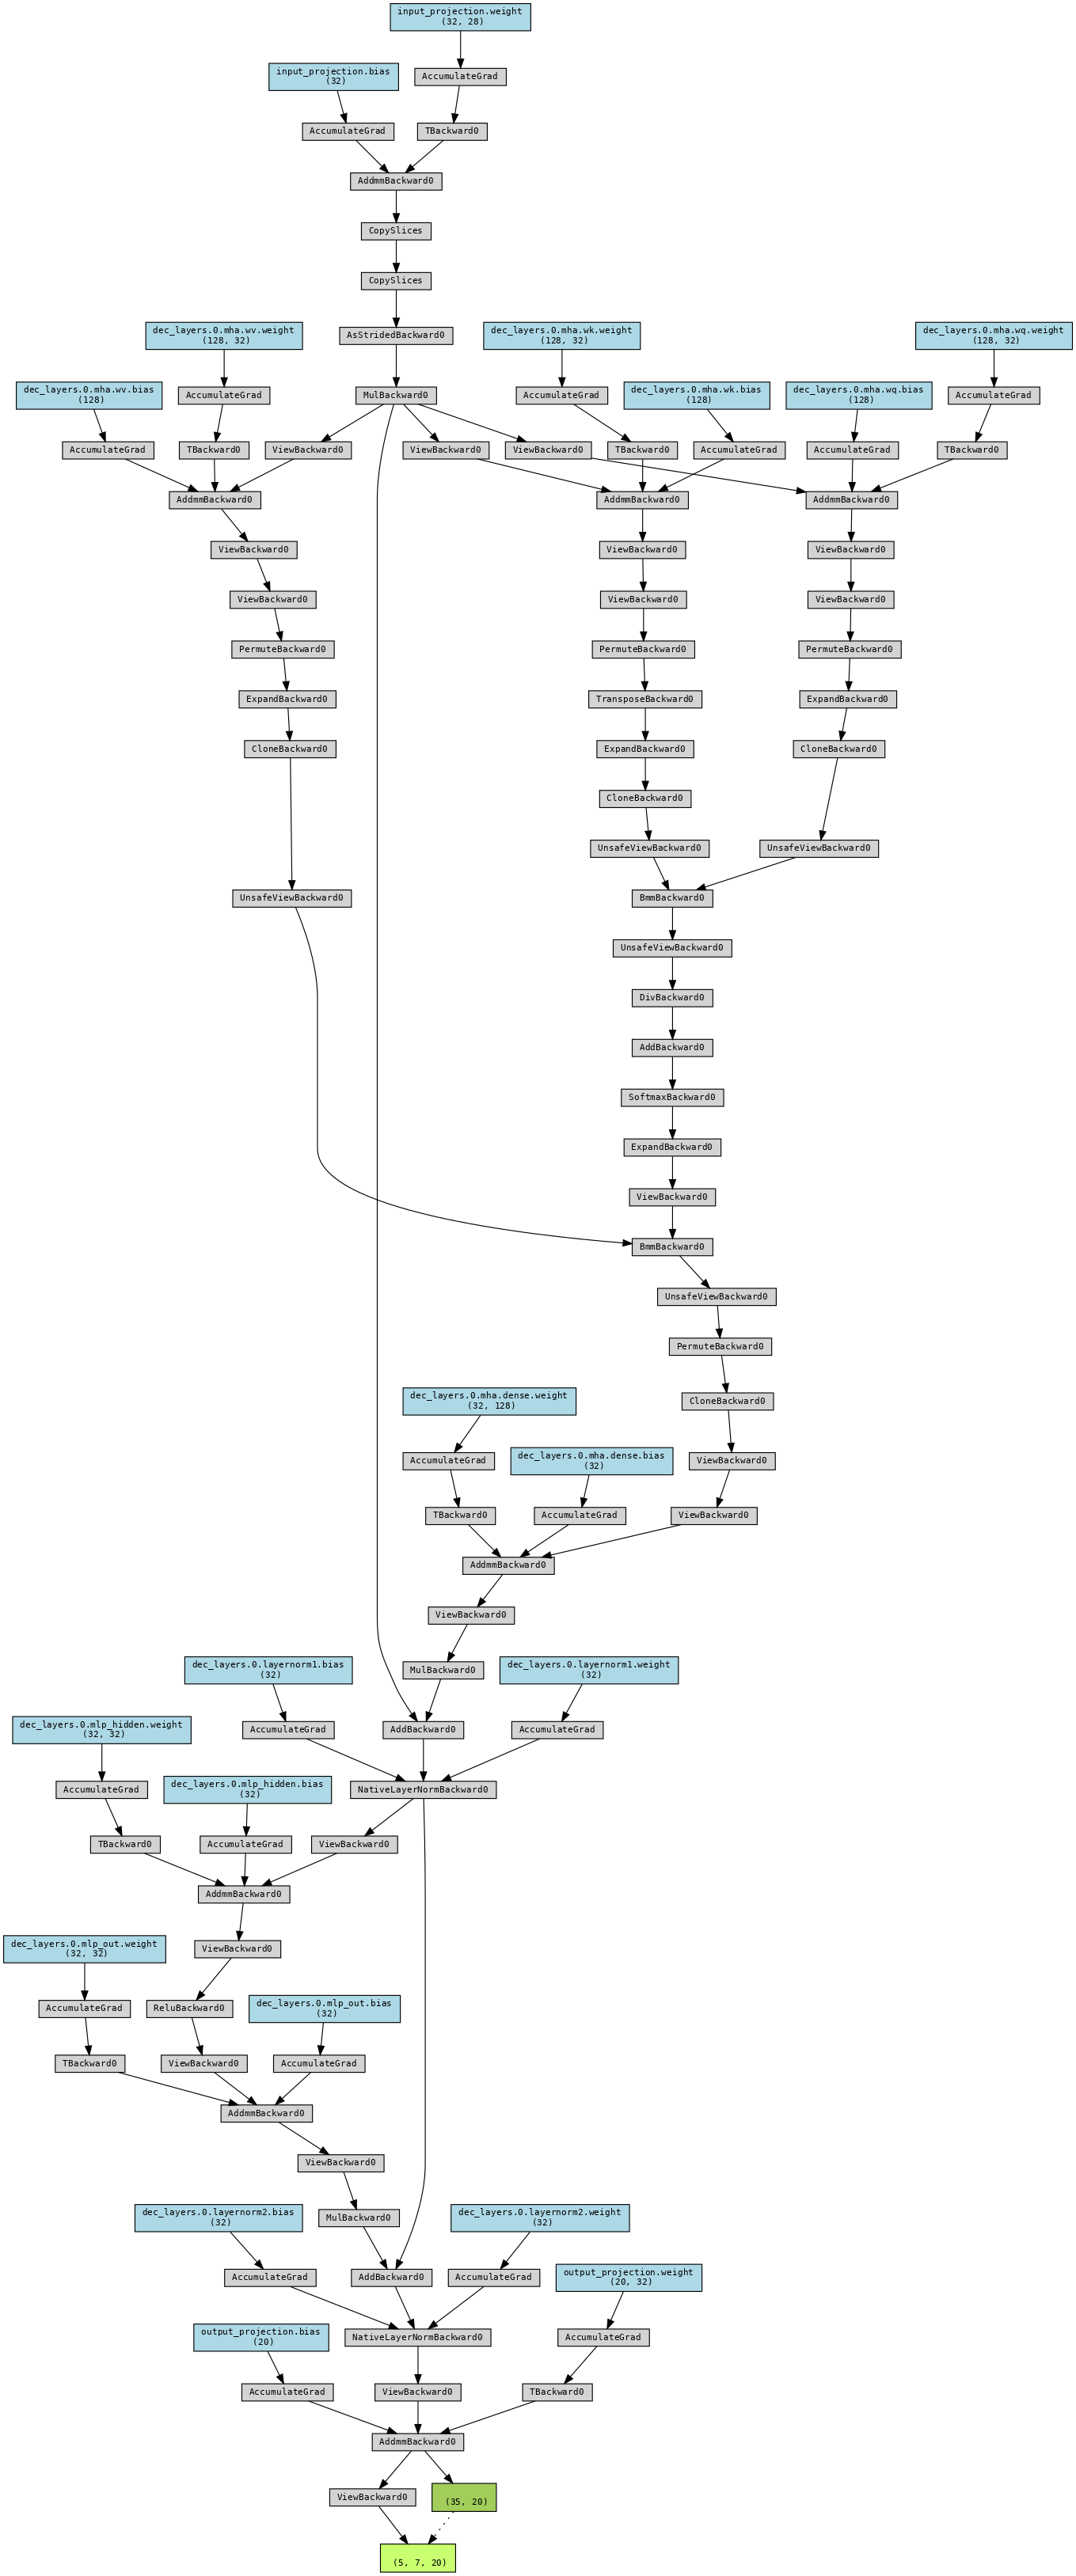 input_projection.weight
(32, 28)
input_projection.bias
(32)
AccumulateGrad
AccumulateGrad
TBackward0
AddmmBackward0
CopySlices
CopySlices
dec_layers.0.mha.wv.weight
(128, 32)
AsStridedBackward0
dec_layers.0.mha.wk.weight
(128, 32)
dec_layers.0.mha.wq.weight
(128, 32)
dec_layers.0.mha.wv.bias
(128)
AccumulateGrad
MulBackward0
AccumulateGrad
dec_layers.0.mha.wk.bias
(128)
dec_layers.0.mha.wq.bias
(128)
AccumulateGrad
AccumulateGrad
TBackward0
ViewBackward0
ViewBackward0
ViewBackward0
TBackward0
AccumulateGrad
AccumulateGrad
TBackward0
AddmmBackward0
AddmmBackward0
AddmmBackward0
ViewBackward0
ViewBackward0
ViewBackward0
ViewBackward0
ViewBackward0
ViewBackward0
PermuteBackward0
PermuteBackward0
PermuteBackward0
ExpandBackward0
TransposeBackward0
ExpandBackward0
CloneBackward0
ExpandBackward0
CloneBackward0
CloneBackward0
UnsafeViewBackward0
UnsafeViewBackward0
UnsafeViewBackward0
BmmBackward0
UnsafeViewBackward0
DivBackward0
AddBackward0
SoftmaxBackward0
ExpandBackward0
ViewBackward0
BmmBackward0
UnsafeViewBackward0
PermuteBackward0
dec_layers.0.mha.dense.weight
(32, 128)
CloneBackward0
AccumulateGrad
dec_layers.0.mha.dense.bias
(32)
ViewBackward0
TBackward0
AccumulateGrad
ViewBackward0
AddmmBackward0
ViewBackward0
dec_layers.0.layernorm1.bias
(32)
MulBackward0
dec_layers.0.layernorm1.weight
(32)
dec_layers.0.mlp_hidden.weight
(32, 32)
AccumulateGrad
AddBackward0
AccumulateGrad
AccumulateGrad
dec_layers.0.mlp_hidden.bias
(32)
NativeLayerNormBackward0
TBackward0
AccumulateGrad
ViewBackward0
AddmmBackward0
dec_layers.0.mlp_out.weight
(32, 32)
ViewBackward0
AccumulateGrad
ReluBackward0
dec_layers.0.mlp_out.bias
(32)
TBackward0
ViewBackward0
AccumulateGrad
AddmmBackward0
ViewBackward0
dec_layers.0.layernorm2.bias
(32)
MulBackward0
dec_layers.0.layernorm2.weight
(32)
AccumulateGrad
AddBackward0
AccumulateGrad
output_projection.weight
(20, 32)
output_projection.bias
(20)
NativeLayerNormBackward0
AccumulateGrad
AccumulateGrad
ViewBackward0
TBackward0
AddmmBackward0
ViewBackward0
(35, 20)
(5, 7, 20)